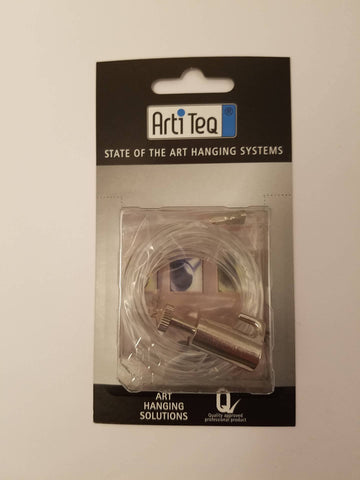 Arti Teq ®
STATE OF THE ART HANGING SYSTEMS
ART
HANGING
SOLUTIONS
Q
Quality approved
professional product